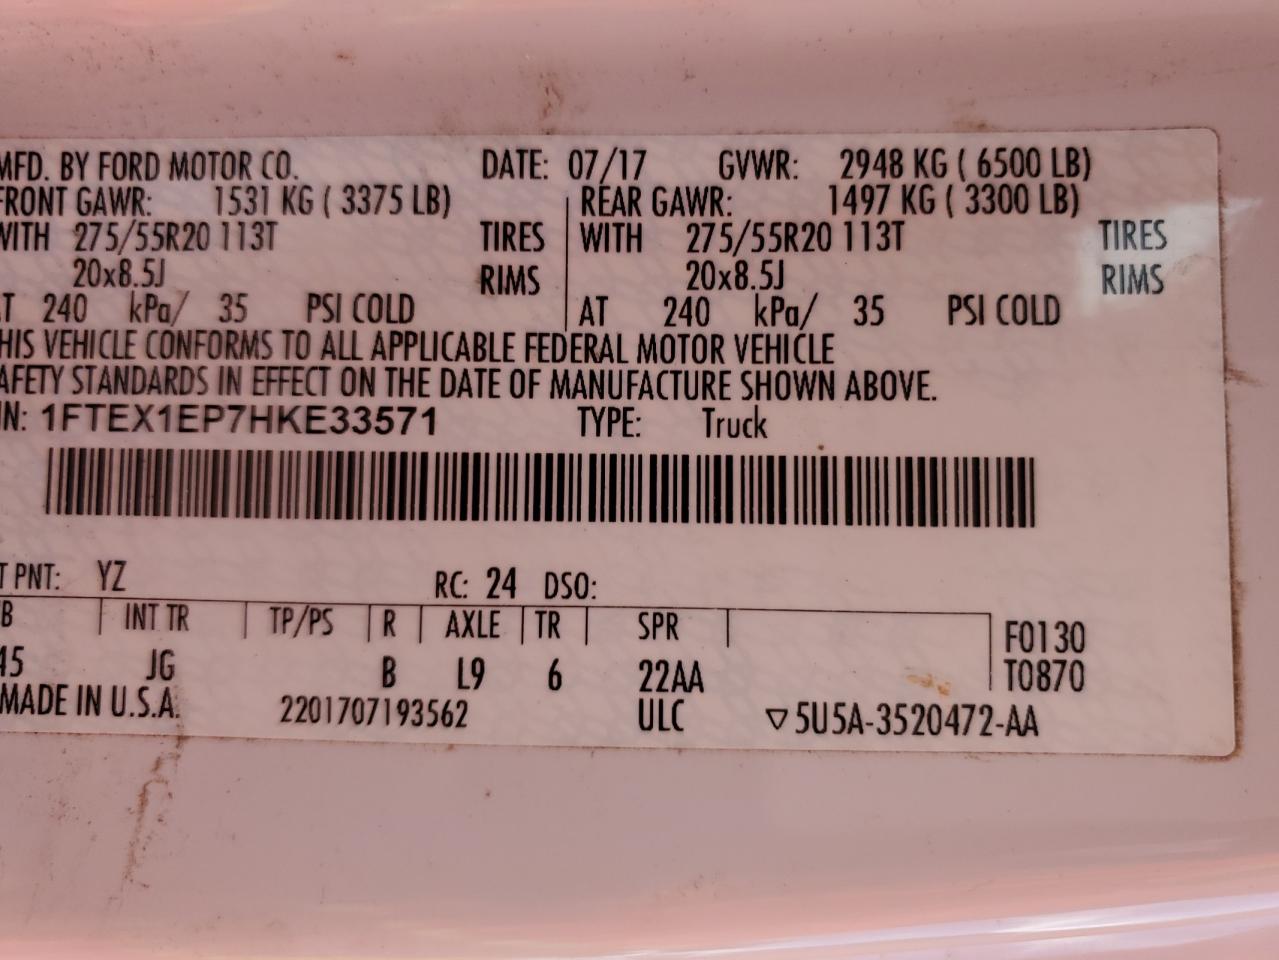 MFD. BY FORD MOTOR CO. DATE: 07/17 GVWR: 2948 KG ( 6500 LB)
FRONT GAWR: 1531 KG ( 3375 LB) REAR GAWR: 1497 KG ( 3300 LB)
WITH 275/55R20 113T TIRES WITH 275/55R20 113T TIRES
20x8.5J RIMS 20x8.5J RIMS
AT 240 kPa/ 35 PSI COLD AT 240 kPa/ 35 PSI COLD
HIS VEHICLE CONFORMS TO ALL APPLICABLE FEDERAL MOTOR VEHICLE
AFETY STANDARDS IN EFFECT ON THE DATE OF MANUFACTURE SHOWN ABOVE.
IN: 1FTEX1EP7HKE33571 TYPE: Truck
T PNT: YZ RC: 24 DSO:
B INT TR TP/PS R AXLE TR SPR F0130
45 JG B L9 6 22AA T0870
MADE IN U.S.A. 2201707193562 ULC ▽5U5A-3520472-AA